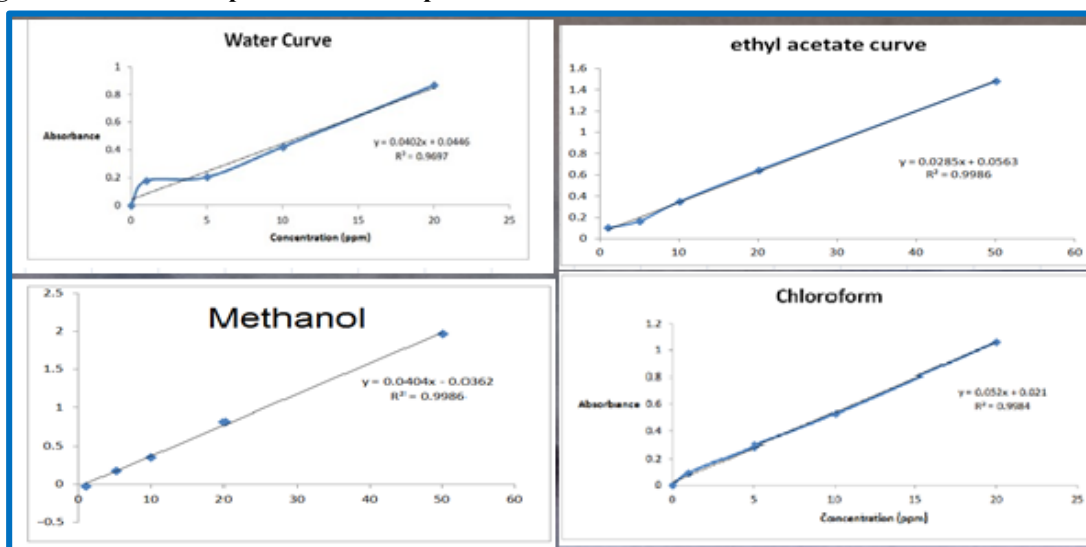 Water Curve
1
0.8
0.6
0.4
0.2
0
Absorbance
y = 0.0402x + 0.0446
R² = 0.9697
0 5 10 15 20 25
Concentration (ppm)
ethyl acetate curve
1.6
1.4
1.2
1
0.8
0.6
0.4
0.2
0
y = 0.0285x + 0.0563
R² = 0.9986
0 10 20 30 40 50 60
Methanol
2.5
2
1.5
1
0.5
0
-0.5
y = 0.0404x - 0.0362
R² = 0.9986
0 10 20 30 40 50 60
Chloroform
1.2
1
0.8
0.6
0.4
0.2
0
Absorbance
y = 0.052x + 0.021
R² = 0.9984
0 5 10 15 20 25
Concentration (ppm)